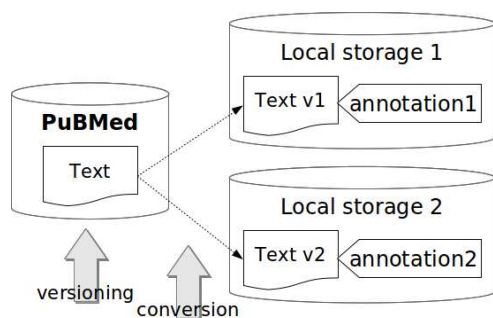 PuBMed
Text
versioning
conversion
Local storage 1
Text v1
annotation1
Local storage 2
Text v2
annotation2